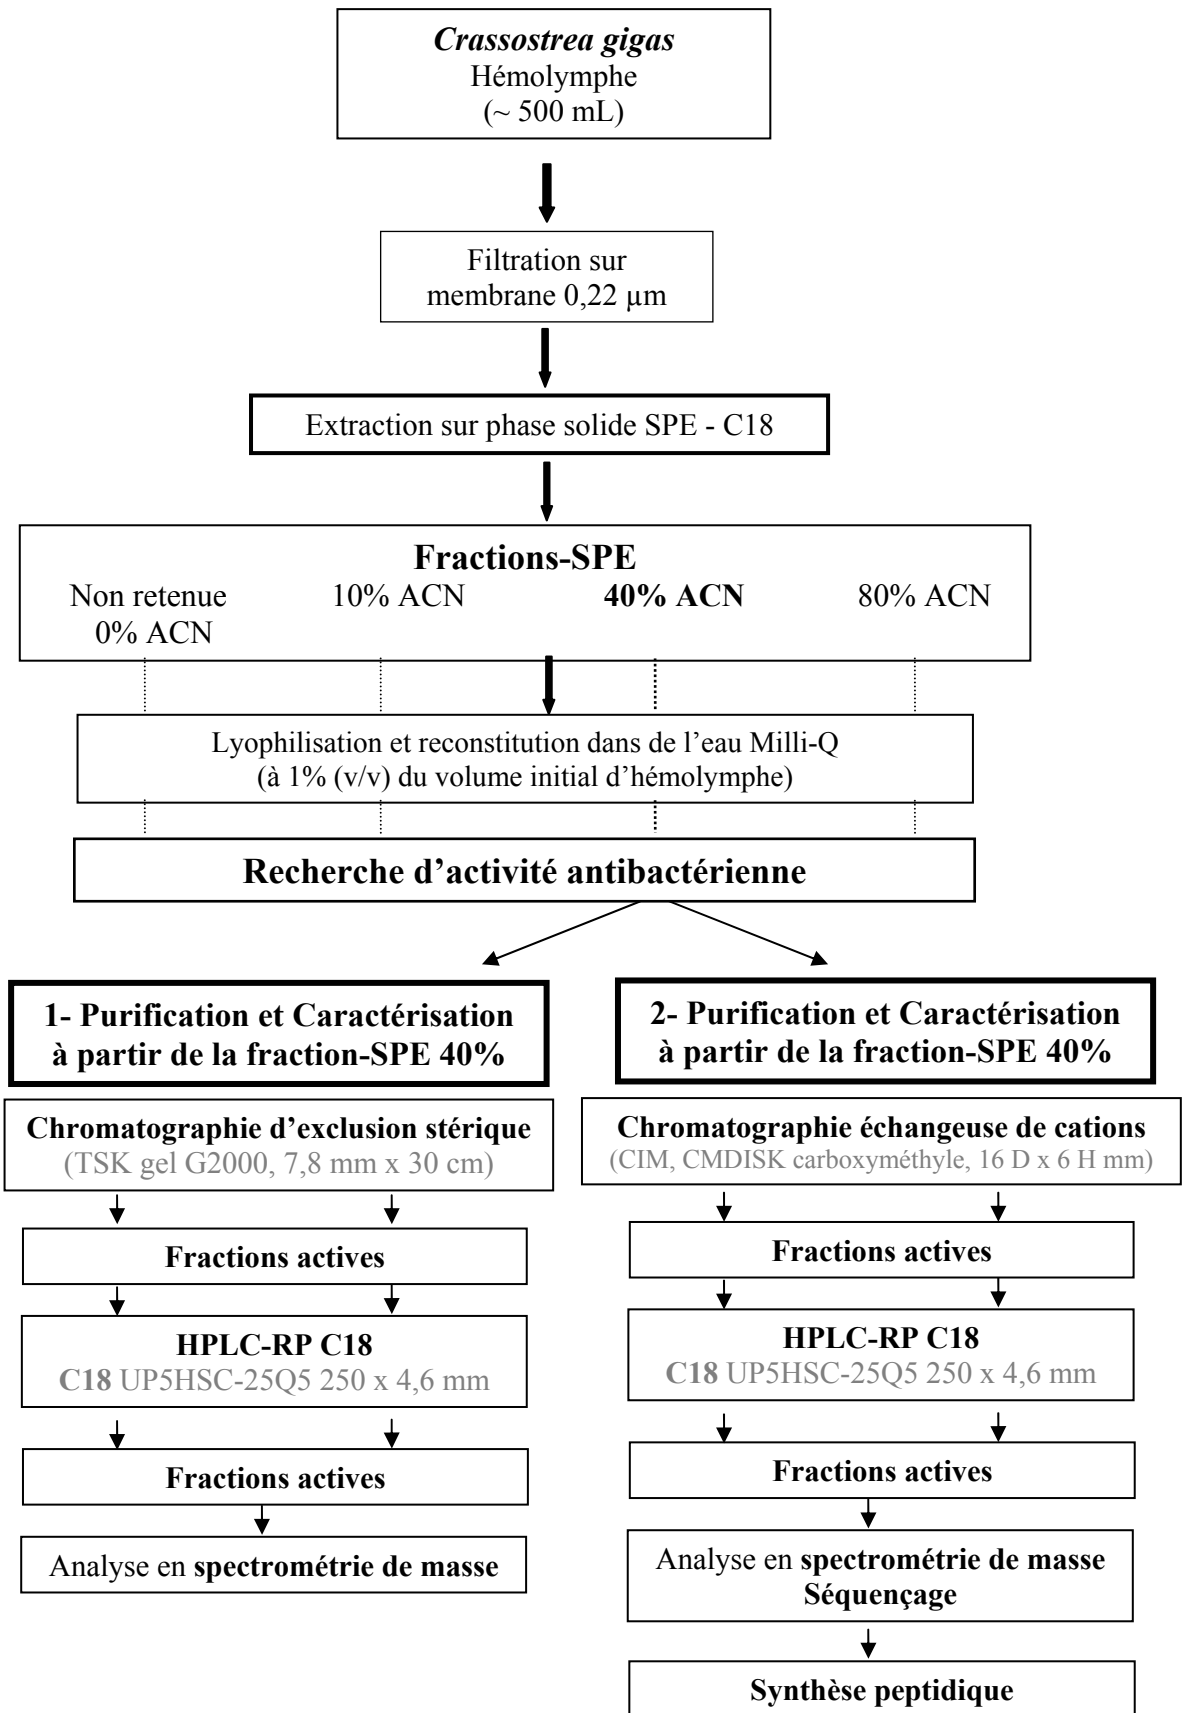 Crassostrea gigas
Hémolymphe
(~ 500 mL)
Filtration sur
membrane 0,22 µm
Extraction sur phase solide SPE - C18
Fractions-SPE
Non retenue 10% ACN 40% ACN 80% ACN
0% ACN
Lyophilisation et reconstitution dans de l’eau Milli-Q
(à 1% (v/v) du volume initial d’hémolymphe)
Recherche d’activité antibactérienne
1- Purification et Caractérisation
à partir de la fraction-SPE 40%
Chromatographie d’exclusion stérique
(TSK gel G2000, 7,8 mm x 30 cm)
Fractions actives
HPLC-RP C18
C18 UP5HSC-25Q5 250 x 4,6 mm
Fractions actives
Analyse en spectrométrie de masse
2- Purification et Caractérisation
à partir de la fraction-SPE 40%
Chromatographie échangeuse de cations
(CIM, CMDISK carboxyméthyle, 16 D x 6 H mm)
Fractions actives
HPLC-RP C18
C18 UP5HSC-25Q5 250 x 4,6 mm
Fractions actives
Analyse en spectrométrie de masse
Séquençage
Synthèse peptidique